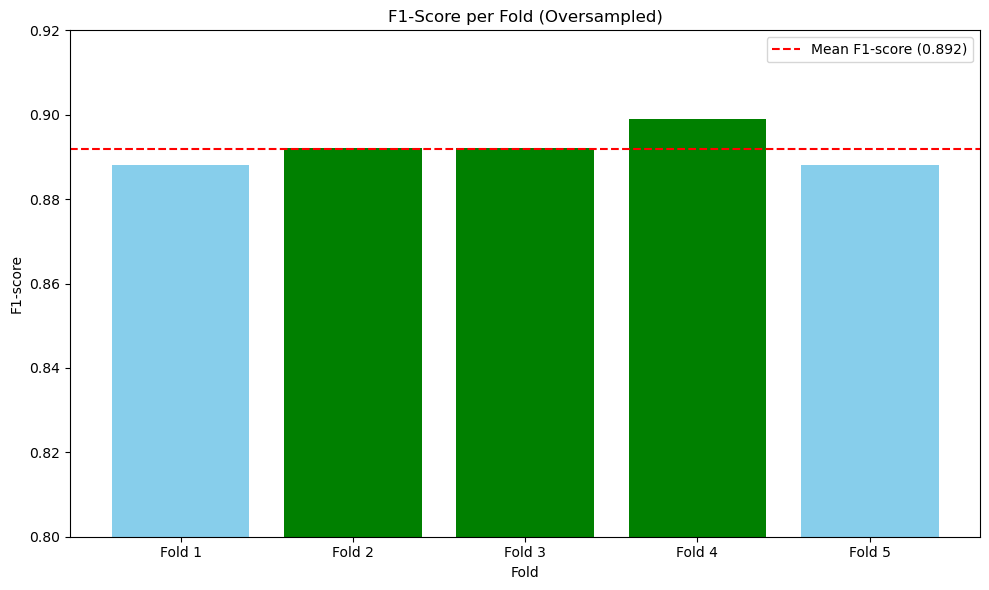 F1-Score per Fold (Oversampled)
Mean F1-score (0.892)
0.92
0.90
0.88
0.86
0.84
0.82
0.80
F1-score
Fold 1 Fold 2 Fold 3 Fold 4 Fold 5
Fold